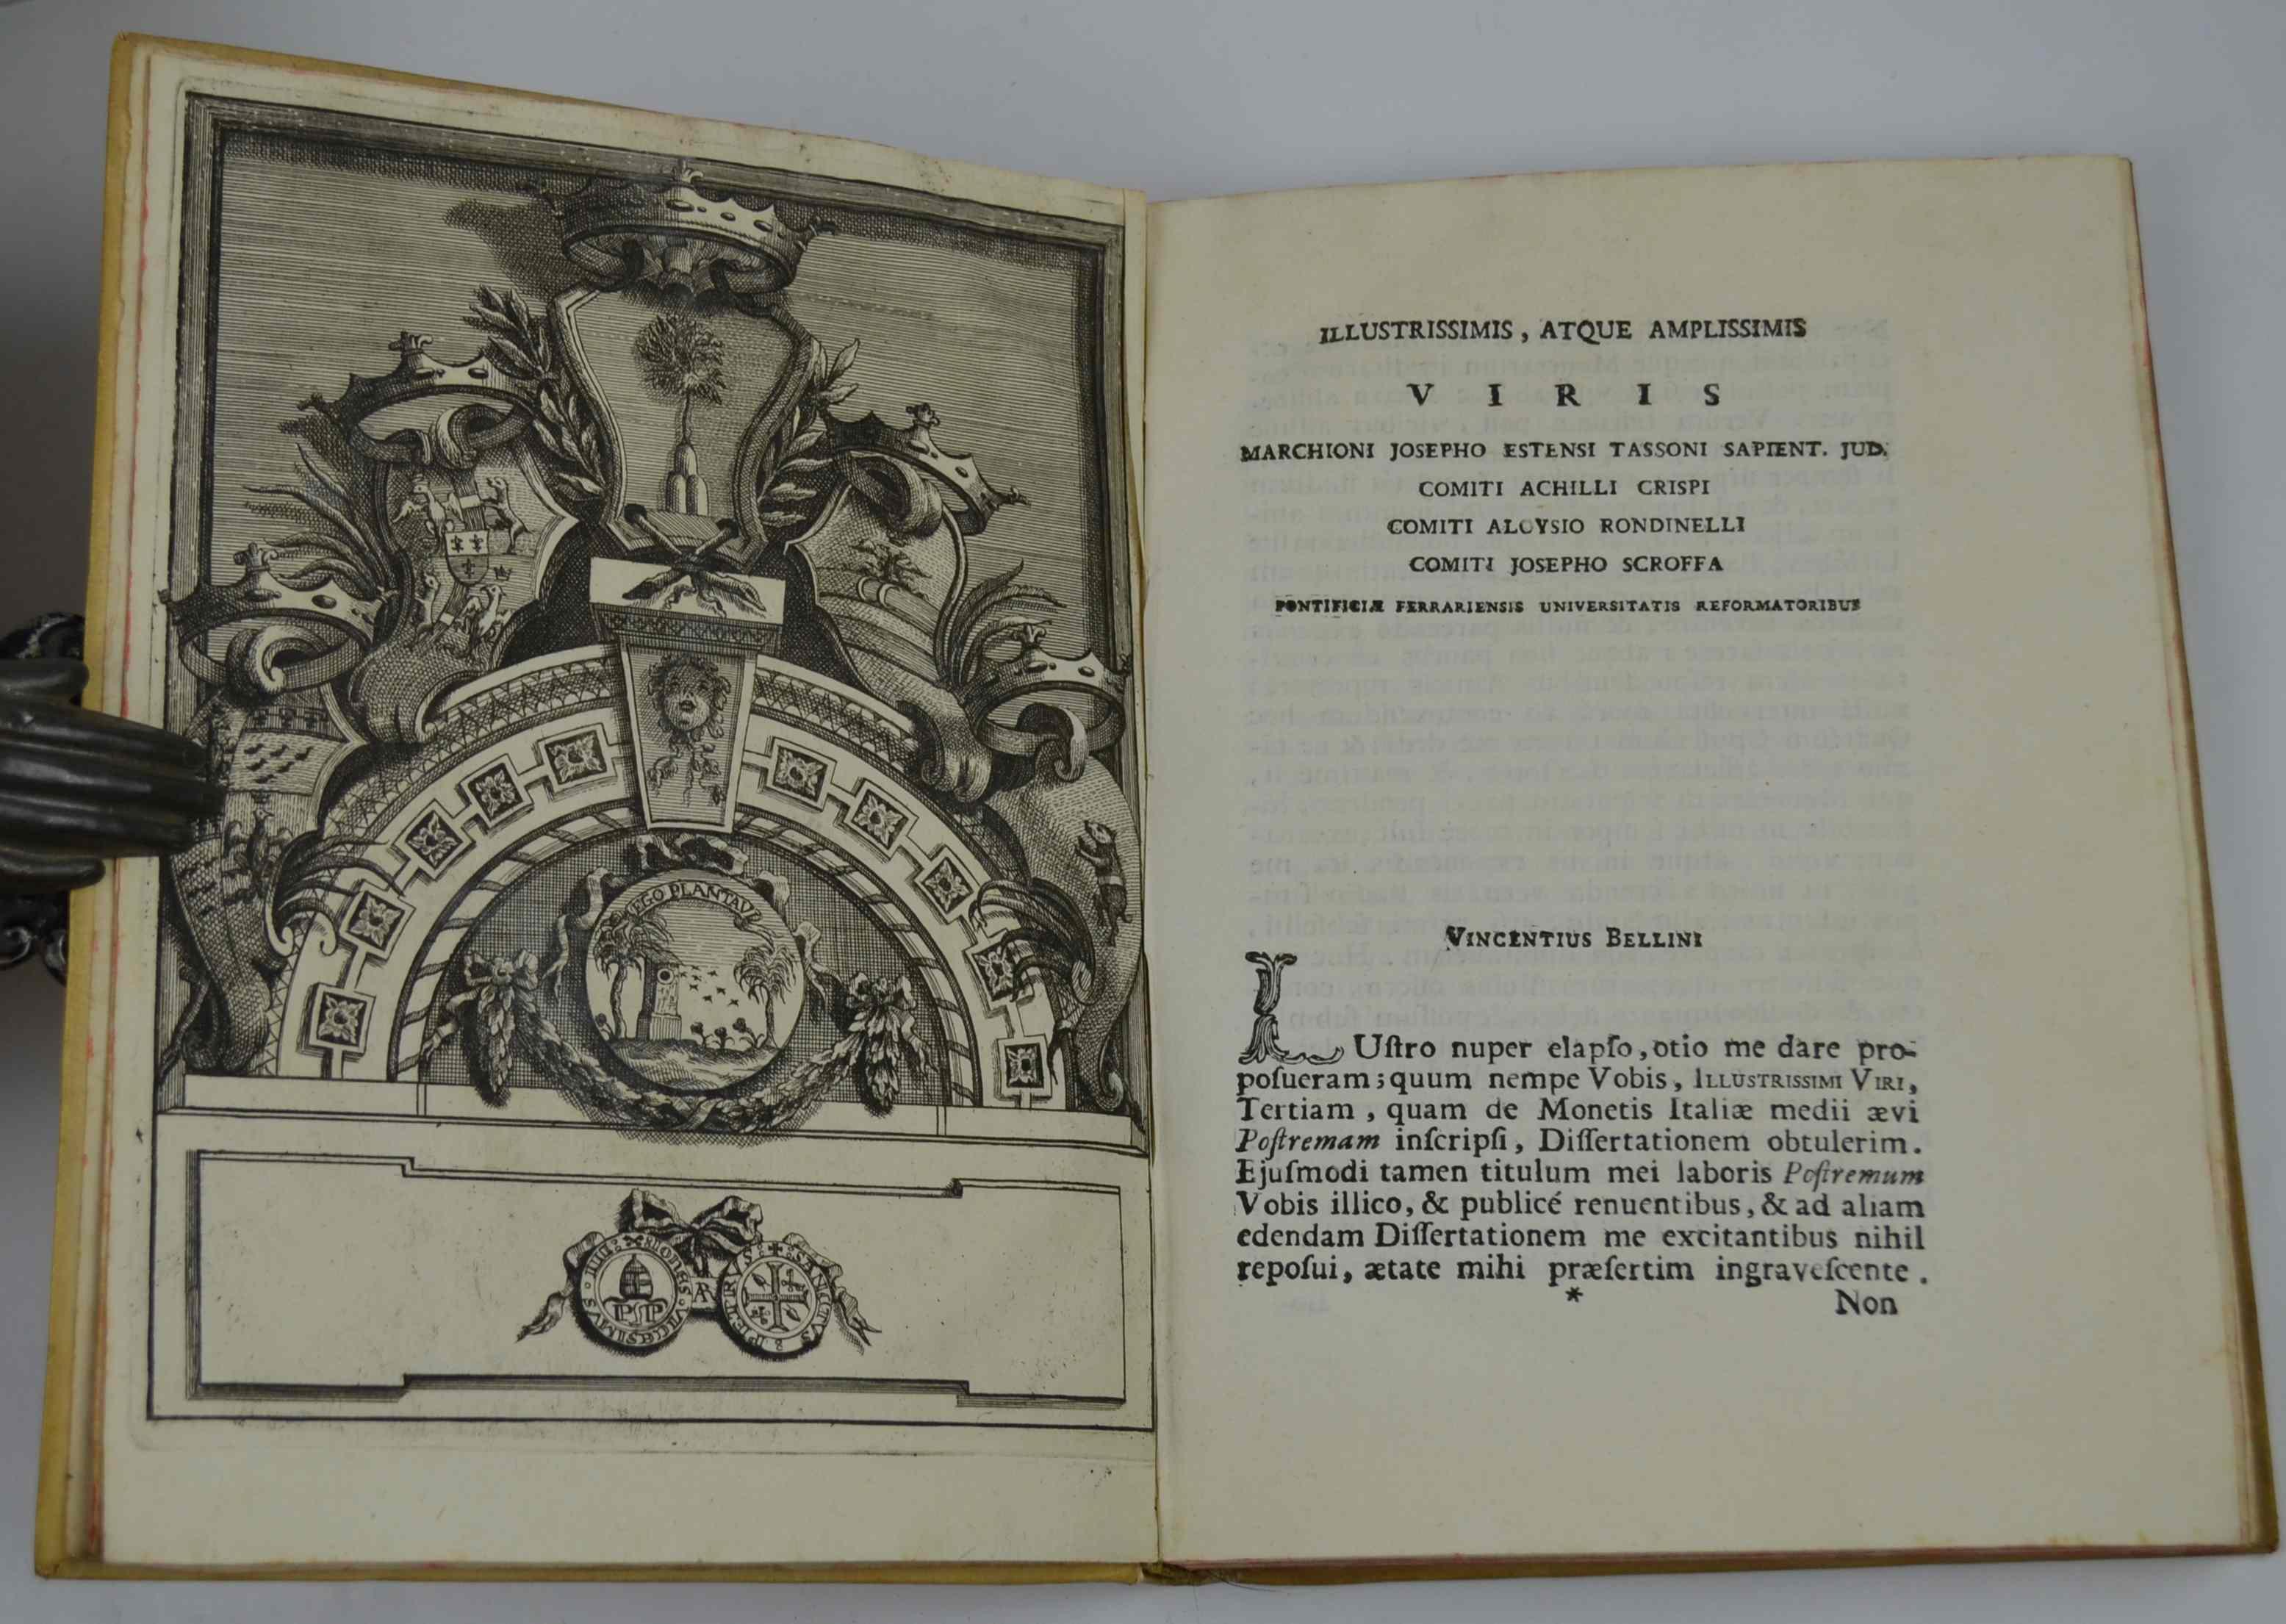 EGO PLANTAVI
SANCTUS
PETRUS
PP
ILLUSTRISSIMIS, ATQUE AMPLISSIMIS
VIRIS
MARCHIONI JOSEPHO ESTENSI TASSONI SAPIENT. JUD.
COMITI ACHILLI CRISPI
COMITI ALOYSIO RONDINELLI
COMITI JOSEPHO SCROFFA
PONTIFICIÆ FERRARIENSIS UNIVERSITATIS REFORMATORIBUS
VINCENTIUS BELLINI
LUſtro nuper elapſo, otio me dare pro-
poſueram; quum nempe Vobis, ILLUSTRISSIMI VIRI,
Tertiam, quam de Monetis Italiæ medii ævi
Poſtremam inſcripſi, Diſſertationem obtulerim.
Ejuſmodi tamen titulum mei laboris Poſtremum
Vobis illico, & publicé renuentibus, & ad aliam
edendam Diſſertationem me excitantibus nihil
repoſui, ætate mihi præſertim ingraveſcente.
*
Non